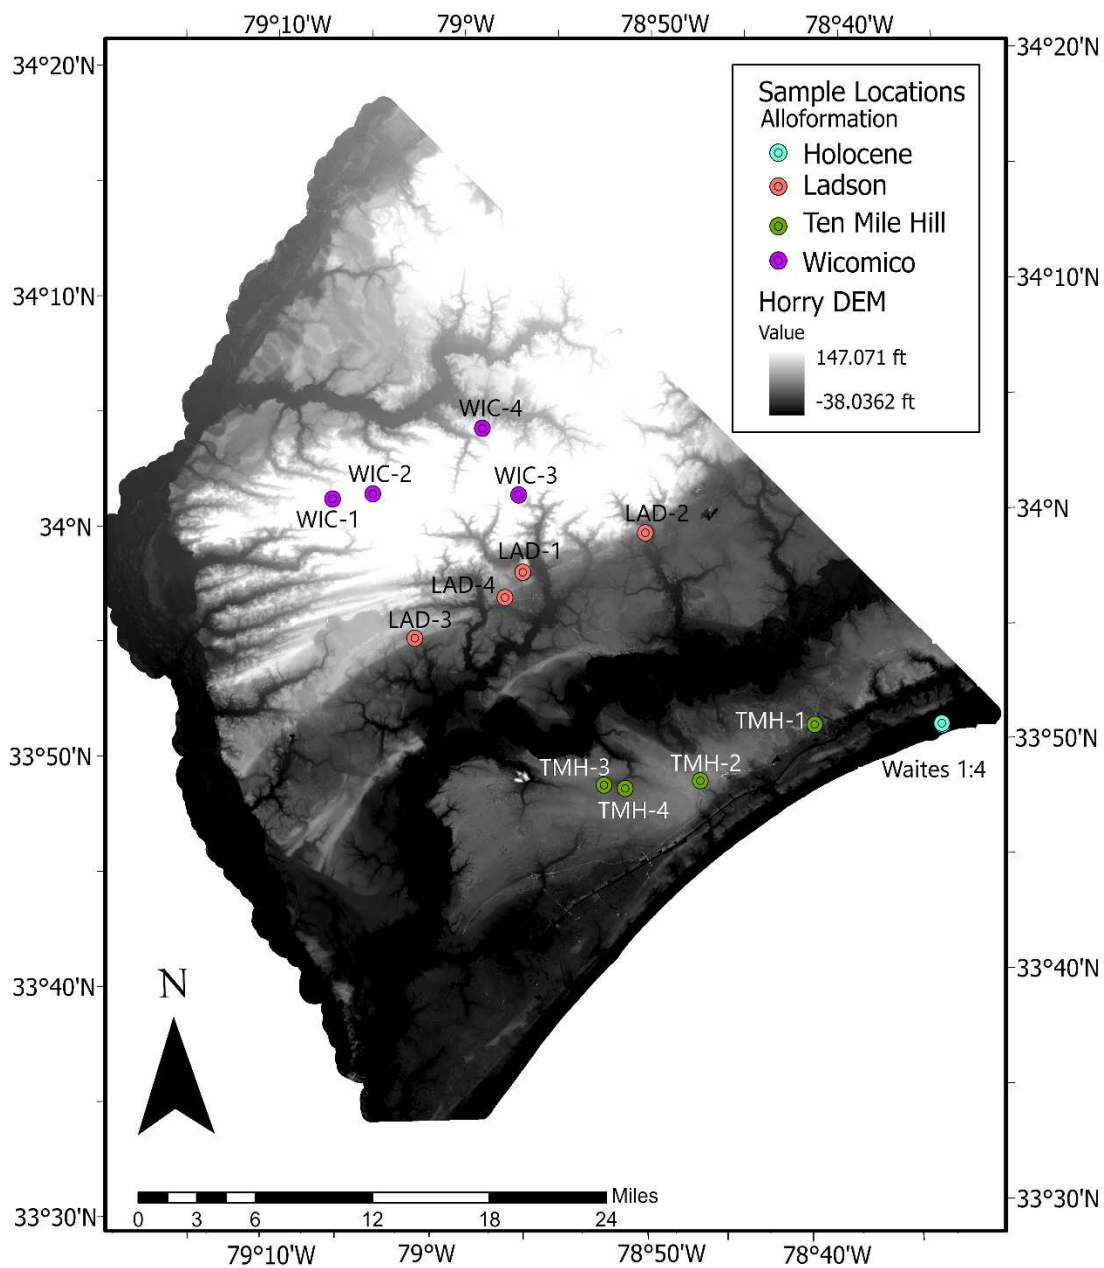 79°10'W 79°W 78°50'W 78°40'W
34°20'N 34°20'N
Sample Locations
Alloformation
Holocene
Ladson
Ten Mile Hill
Wicomico
Horry DEM
Value
147.071 ft
-38.0362 ft
34°10'N 34°10'N
WIC-4
WIC-2
WIC-3
WIC-1
LAD-2
34°N 34°N
LAD-1
LAD-4
LAD-3
TMH-1
33°50'N 33°50'N
TMH-2
TMH-3
Waites 1:4
TMH-4
33°40'N 33°40'N
N
Miles
0 3 6 12 18 24
33°30'N 33°30'N
79°10'W 79°W 78°50'W 78°40'W